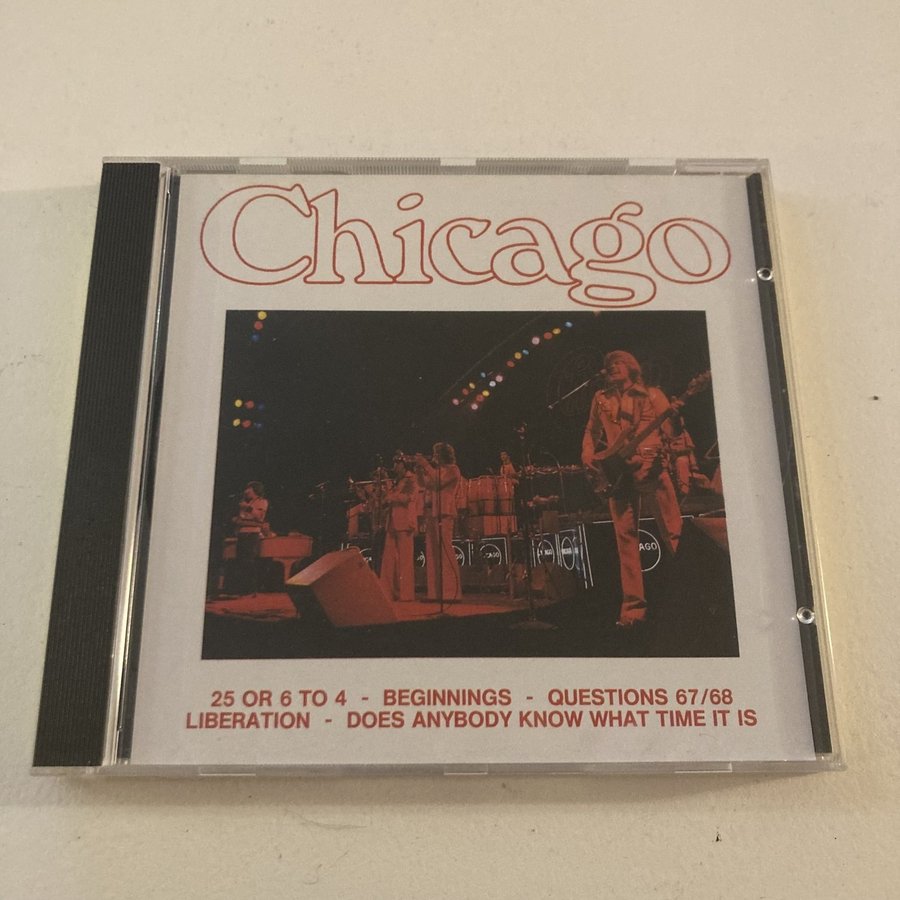 Chicago
25 OR 6 TO 4 - BEGINNINGS - QUESTIONS 67/68
LIBERATION - DOES ANYBODY KNOW WHAT TIME IT IS